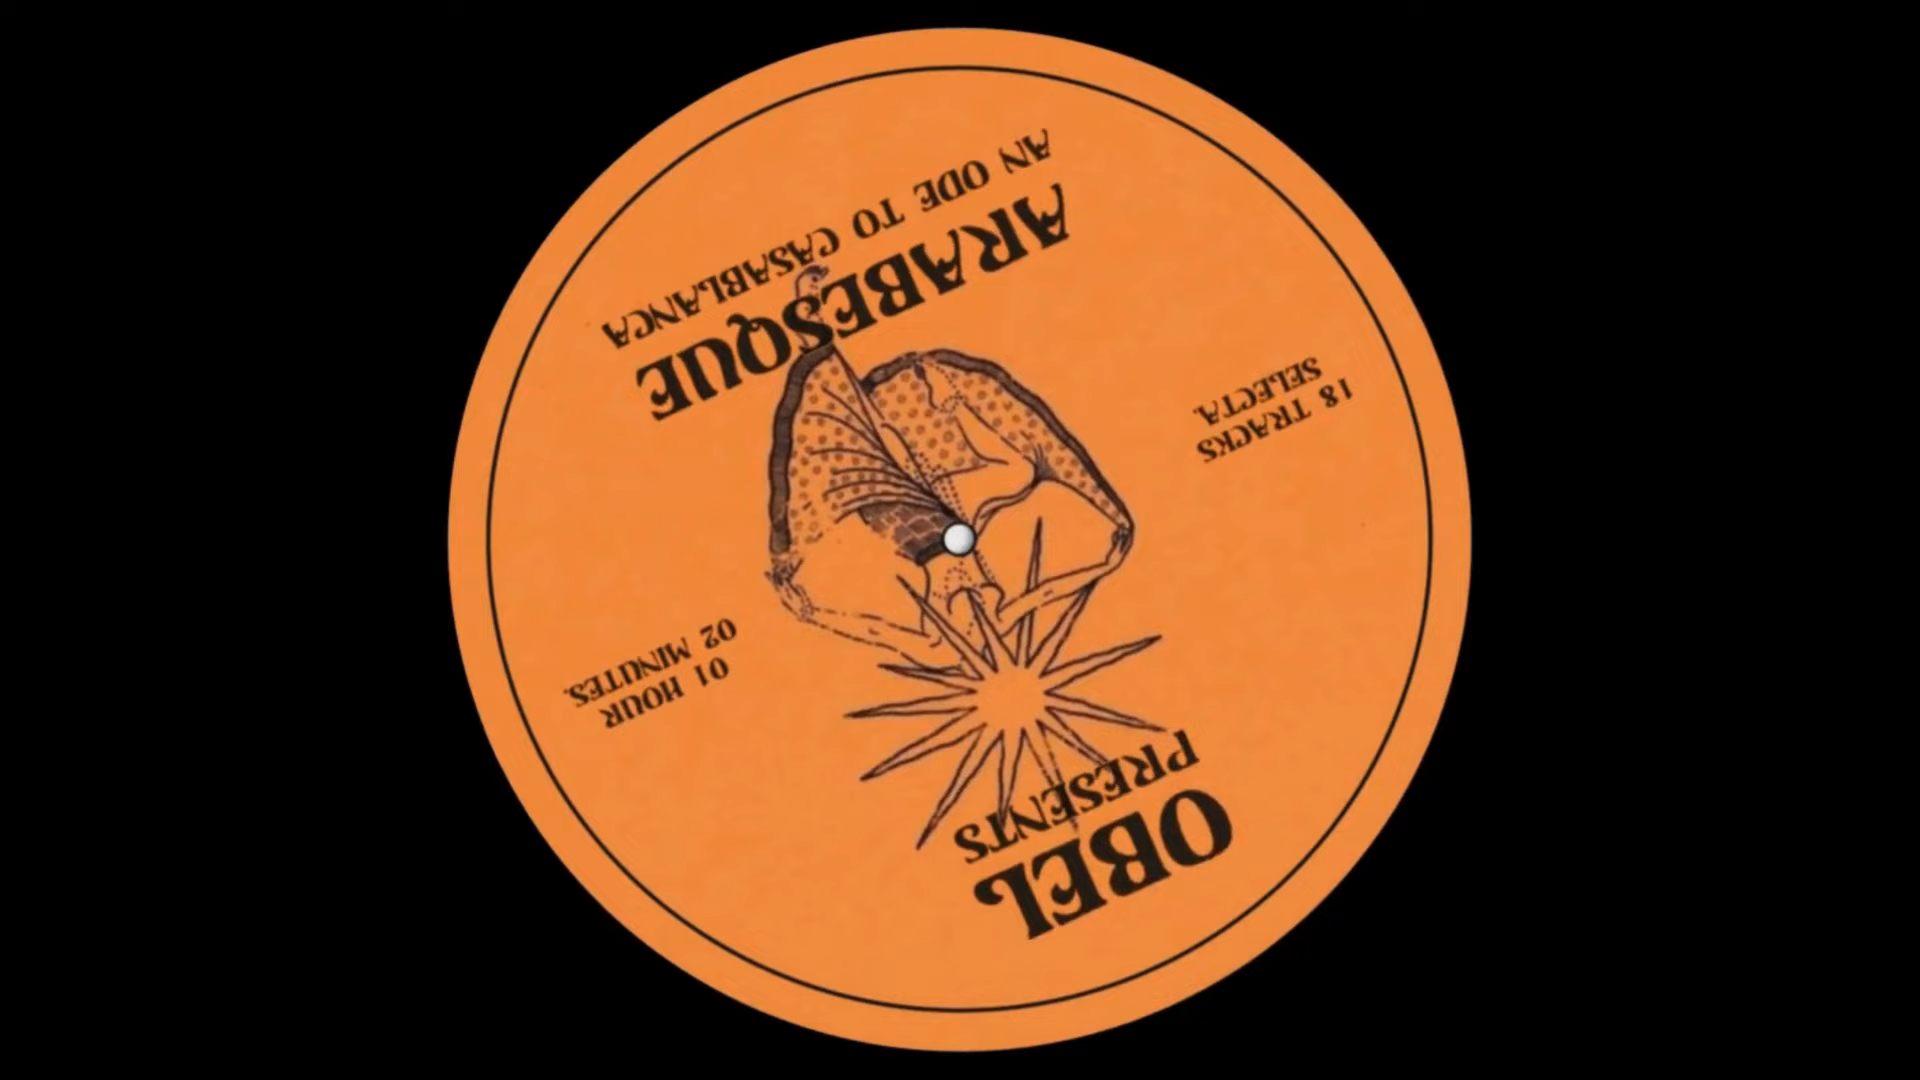 OBEL
PRESENTS
18 TRACKS
SELECTA.
01 HOUR
02 MINUTES.
ARABESQUE
AN ODE TO CASABLANCA